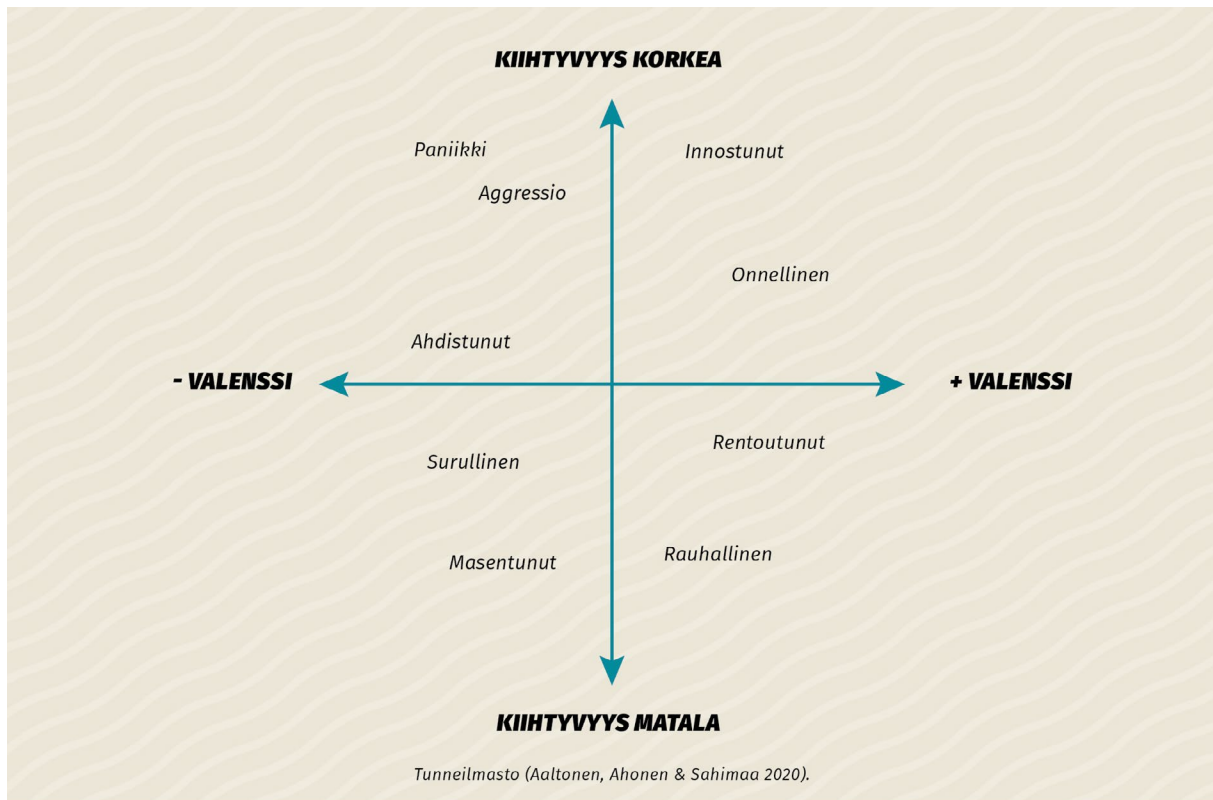 KIIHTYVYYS KORKEA
Paniikki
Innostunut
Aggressio
Onnellinen
Ahdistunut
- VALENSSI
+ VALENSSI
Rentoutunut
Surullinen
Rauhallinen
Masentunut
KIIHTYVYYS MATALA
Tunneilmasto (Aaltonen, Ahonen & Sahimaa 2020).